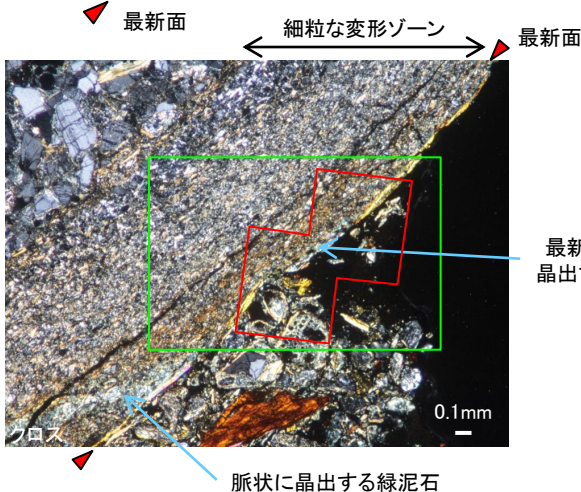 最新面
細粒な変形ゾーン
最新面
最新
晶出す
0.1mm
クロス
脈状に晶出する緑泥石